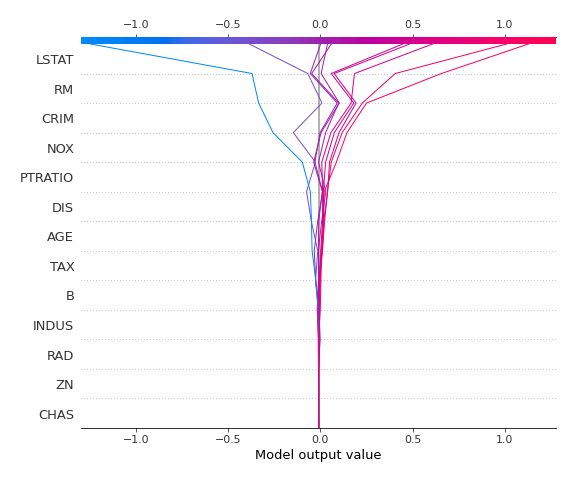 −1.0 −0.5 0.0 0.5 1.0
LSTAT
RM
CRIM
NOX
PTRATIO
DIS
AGE
TAX
B
INDUS
RAD
ZN
CHAS
−1.0 −0.5 0.0 0.5 1.0
Model output value